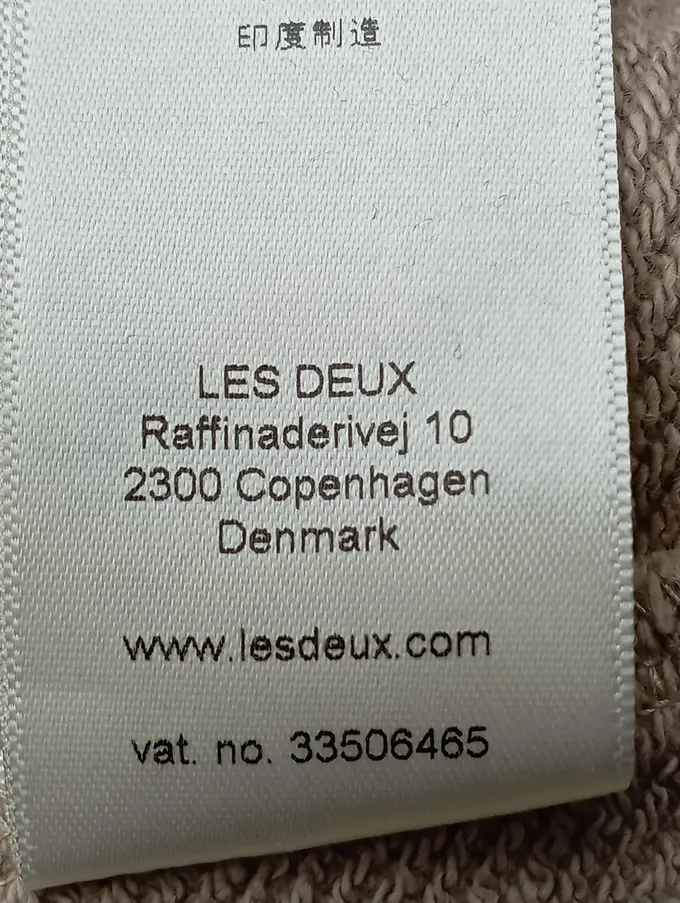 印度制造
LES DEUX
Raffinaderivej 10
2300 Copenhagen
Denmark
www.lesdeux.com
vat. no. 33506465